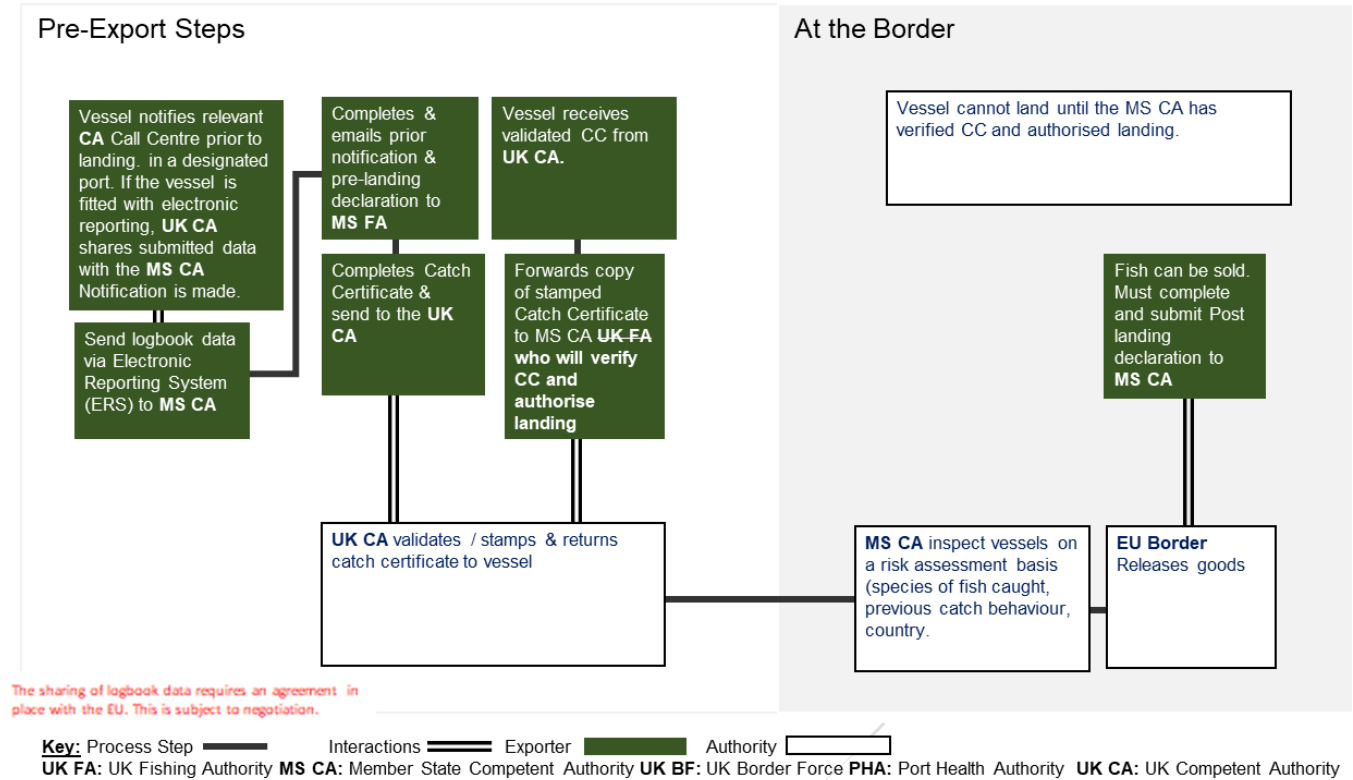 Pre-Export Steps
At the Border
Vessel notifies relevant
CA Call Centre prior to
landing. in a designated
port. If the vessel is
fitted with electronic
reporting, UK CA
shares submitted data
with the MS CA
Notification is made.
Send logbook data
via Electronic
Reporting System
(ERS) to MS CA
Completes &
emails prior
notification &
pre-landing
declaration to
MS FA
Completes Catch
Certificate &
send to the UK
CA
Vessel receives
validated CC from
UK CA.
Forwards copy
of stamped
Catch Certificate
to MS CA UK FA
who will verify
CC and
authorise
landing
UK CA validates / stamps & returns
catch certificate to vessel
Vessel cannot land until the MS CA has
verified CC and authorised landing.
MS CA inspect vessels on
a risk assessment basis
(species of fish caught,
previous catch behaviour,
country.
EU Border
Releases goods
Fish can be sold.
Must complete
and submit Post
landing
declaration to
MS CA
The sharing of logbook data requires an agreement in
place with the EU. This is subject to negotiation.
Key: Process Step Interactions Exporter Authority
UK FA: UK Fishing Authority MS CA: Member State Competent Authority UK BF: UK Border Force PHA: Port Health Authority UK CA: UK Competent Authority